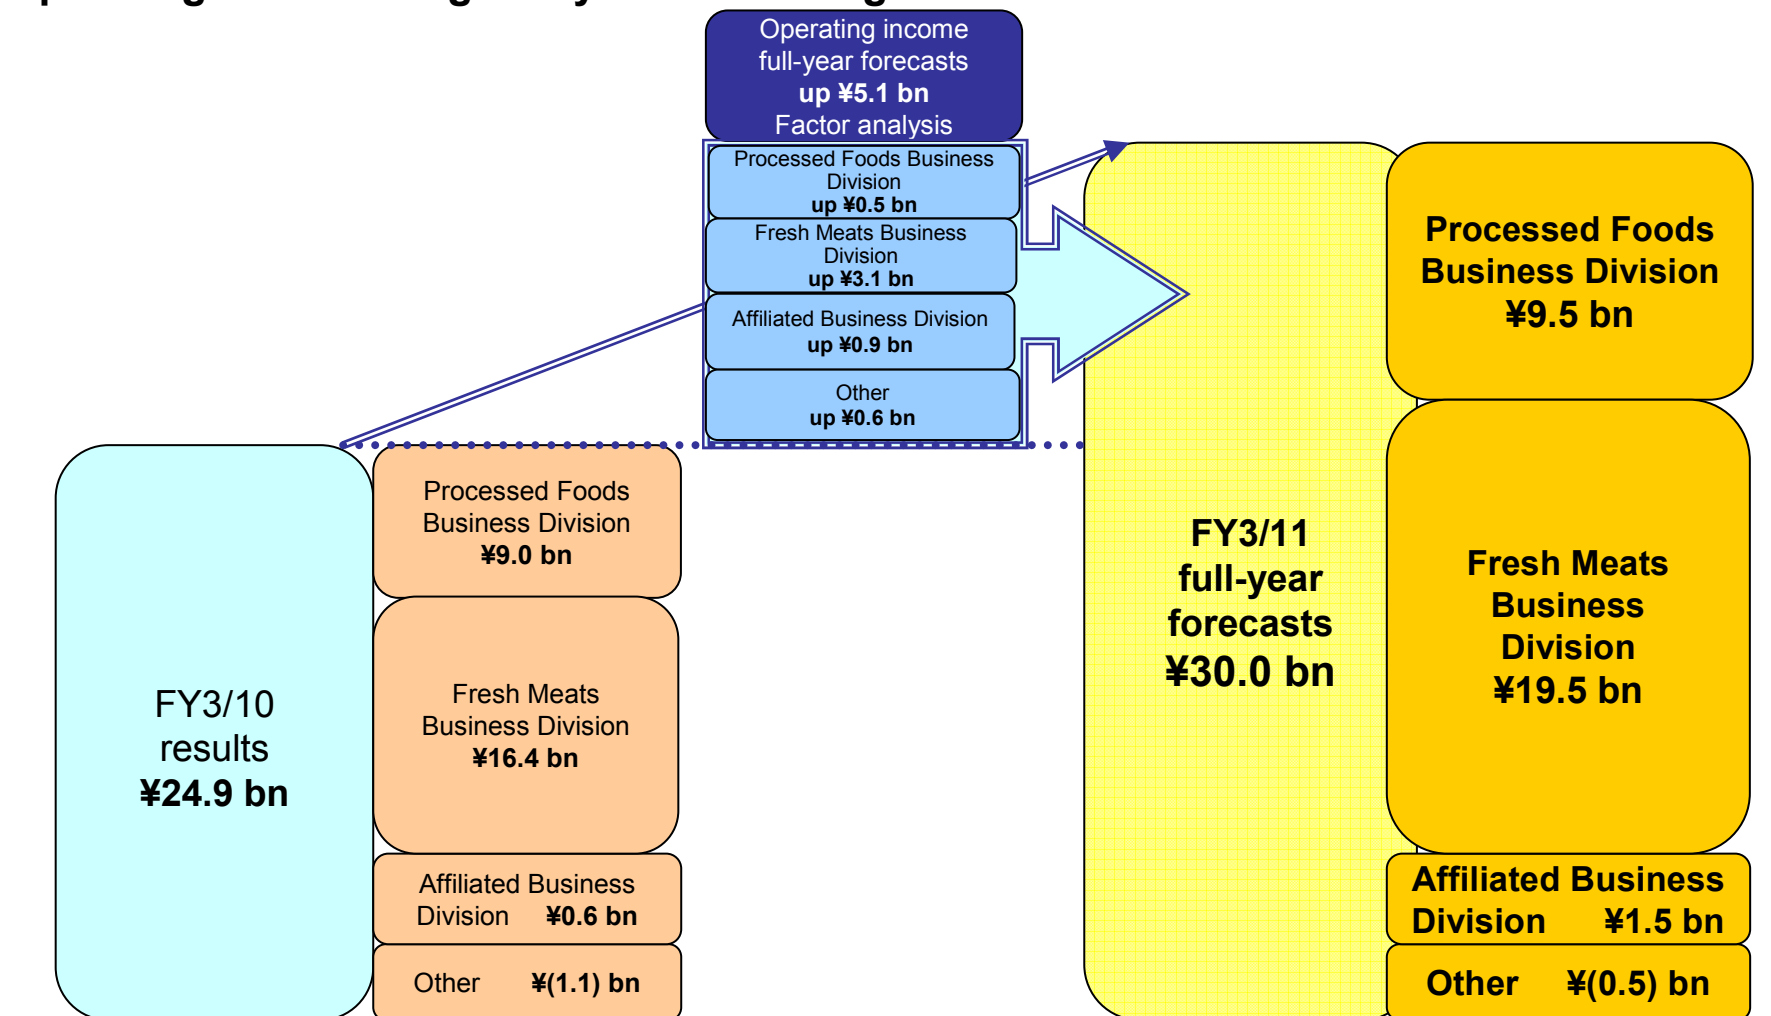 Operating income
full-year forecasts
up ¥5.1 bn
Factor analysis
Processed Foods Business
Division
up ¥0.5 bn
Fresh Meats Business
Division
up ¥3.1 bn
Affiliated Business Division
up ¥0.9 bn
Other
up ¥0.6 bn
FY3/10
results
¥24.9 bn
Processed Foods
Business Division
¥9.0 bn
Fresh Meats
Business Division
¥16.4 bn
Affiliated Business
Division ¥0.6 bn
Other ¥(1.1) bn
FY3/11
full-year
forecasts
¥30.0 bn
Processed Foods
Business Division
¥9.5 bn
Fresh Meats
Business
Division
¥19.5 bn
Affiliated Business
Division ¥1.5 bn
Other ¥(0.5) bn